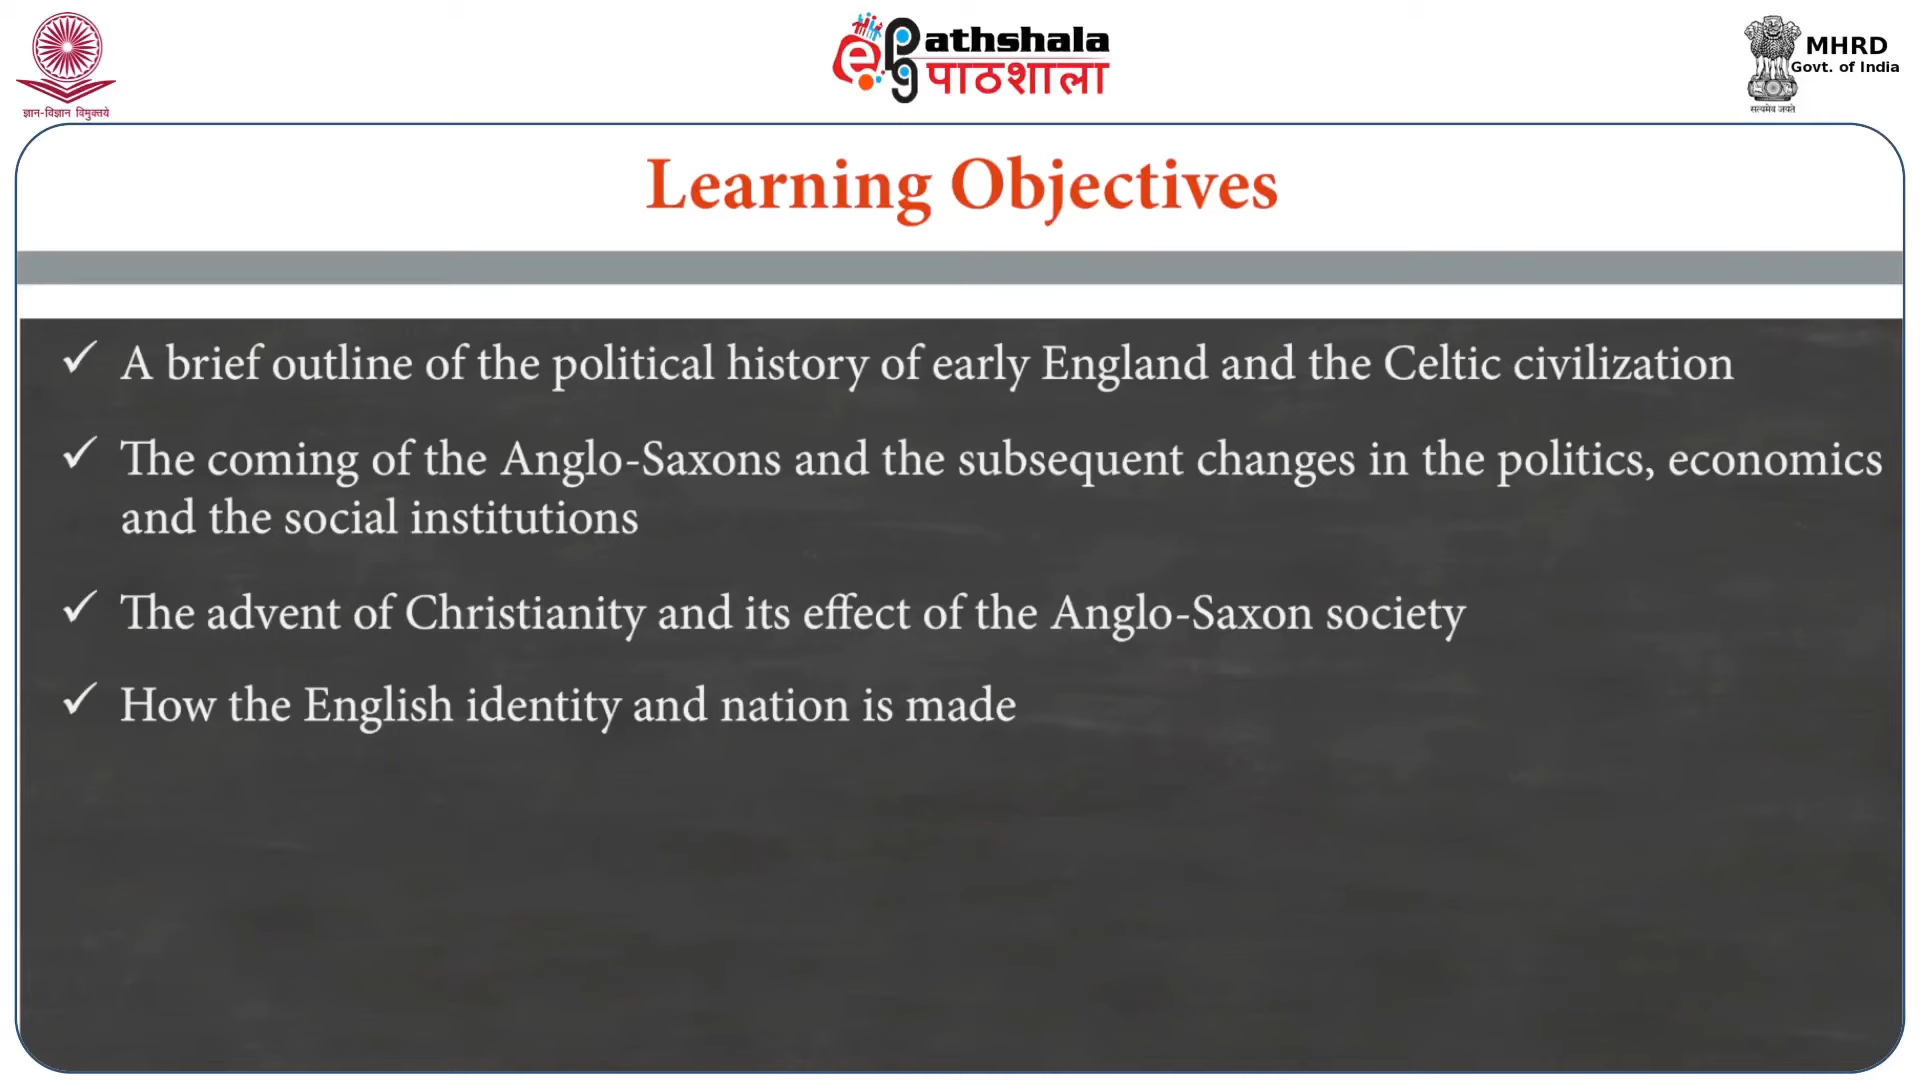 ज्ञान-विज्ञान विमुक्तये
e pg Pathshala
पाठशाला
MHRD
Govt. of India
सत्यमेव जयते
Learning Objectives
✓ A brief outline of the political history of early England and the Celtic civilization
✓ The coming of the Anglo-Saxons and the subsequent changes in the politics, economics
and the social institutions
✓ The advent of Christianity and its effect of the Anglo-Saxon society
✓ How the English identity and nation is made